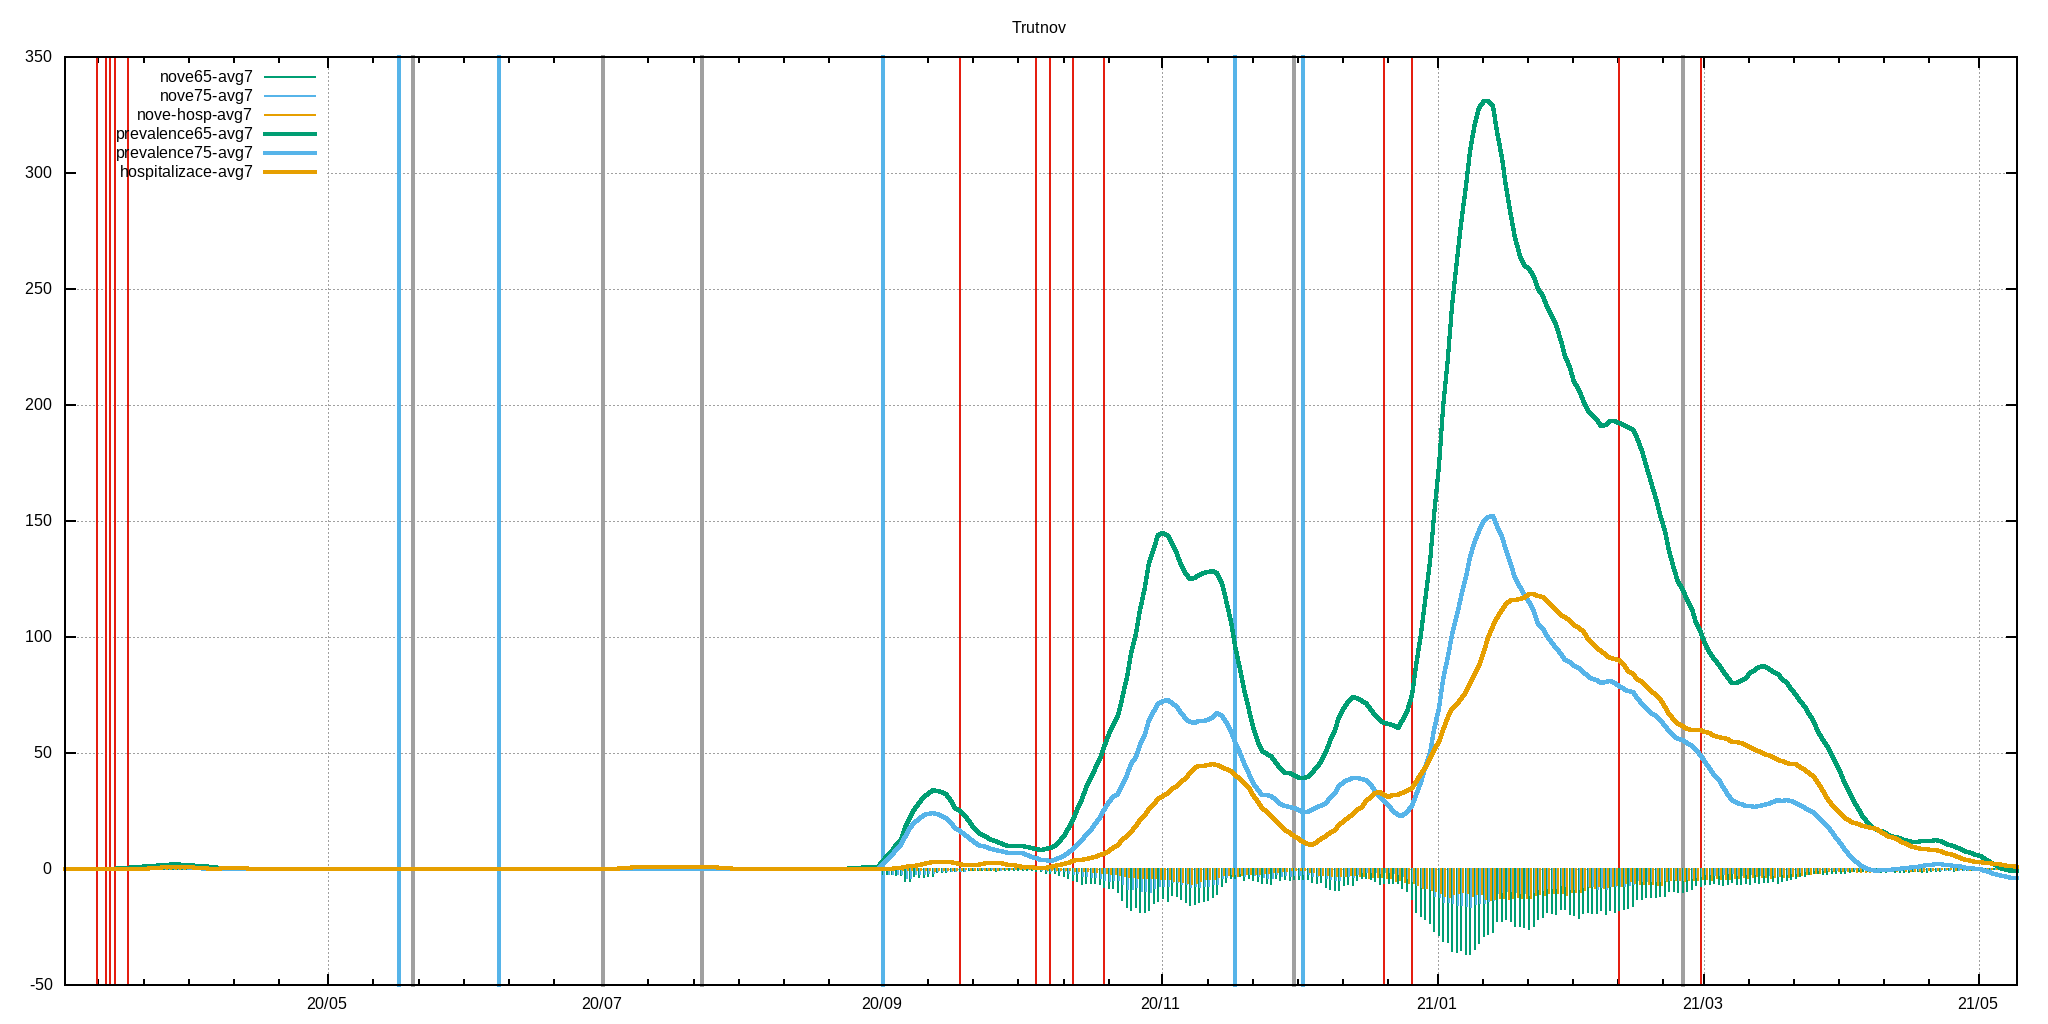 Trutnov
350
300
250
200
150
100
50
0
-50
nove65-avg7
nove75-avg7
nove-hosp-avg7
prevalence65-avg7
prevalence75-avg7
hospitalizace-avg7
20/05 20/07 20/09 20/11 21/01 21/03 21/05